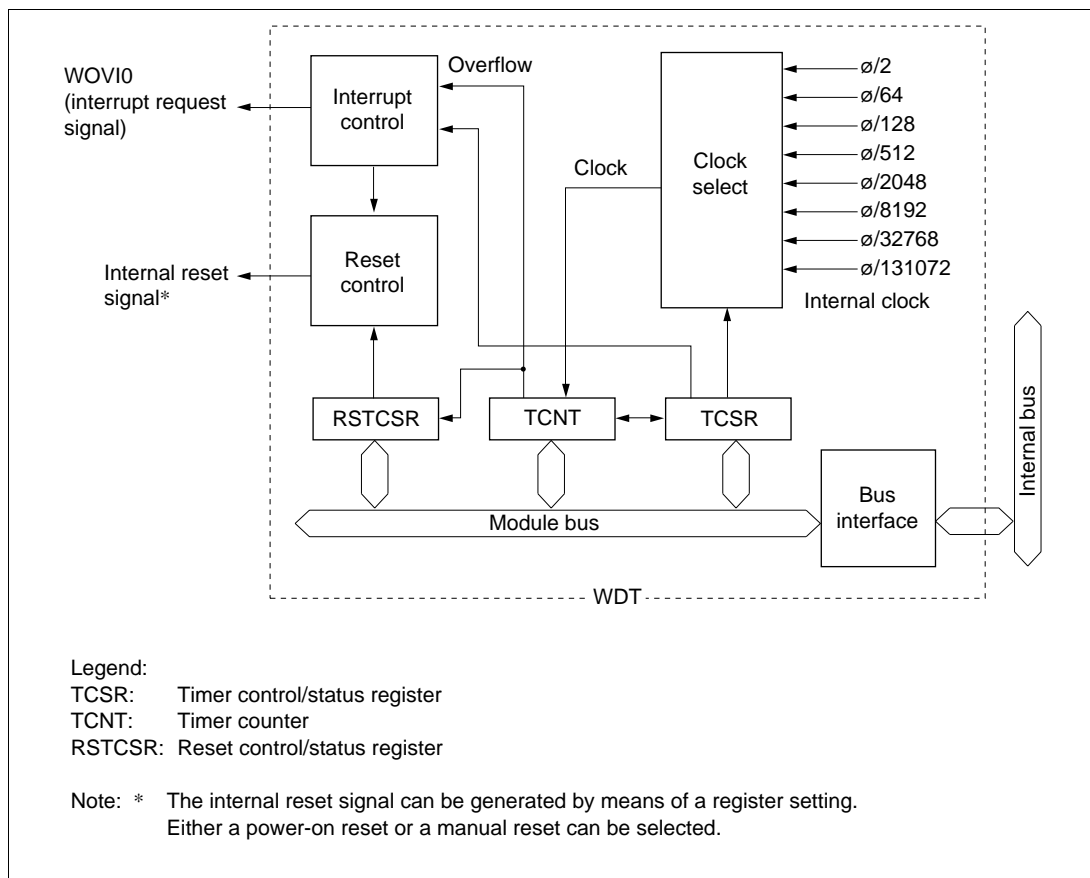 WOVI0
(interrupt request
signal)
Interrupt
control
Overflow
Clock
Clock
select
ø/2
ø/64
ø/128
ø/512
ø/2048
ø/8192
ø/32768
ø/131072
Internal clock
Internal reset
signal*
Reset
control
RSTCSR
TCNT
TCSR
Module bus
Bus
interface
Internal bus
WDT
Legend:
TCSR: Timer control/status register
TCNT: Timer counter
RSTCSR: Reset control/status register
Note: * The internal reset signal can be generated by means of a register setting.
Either a power-on reset or a manual reset can be selected.